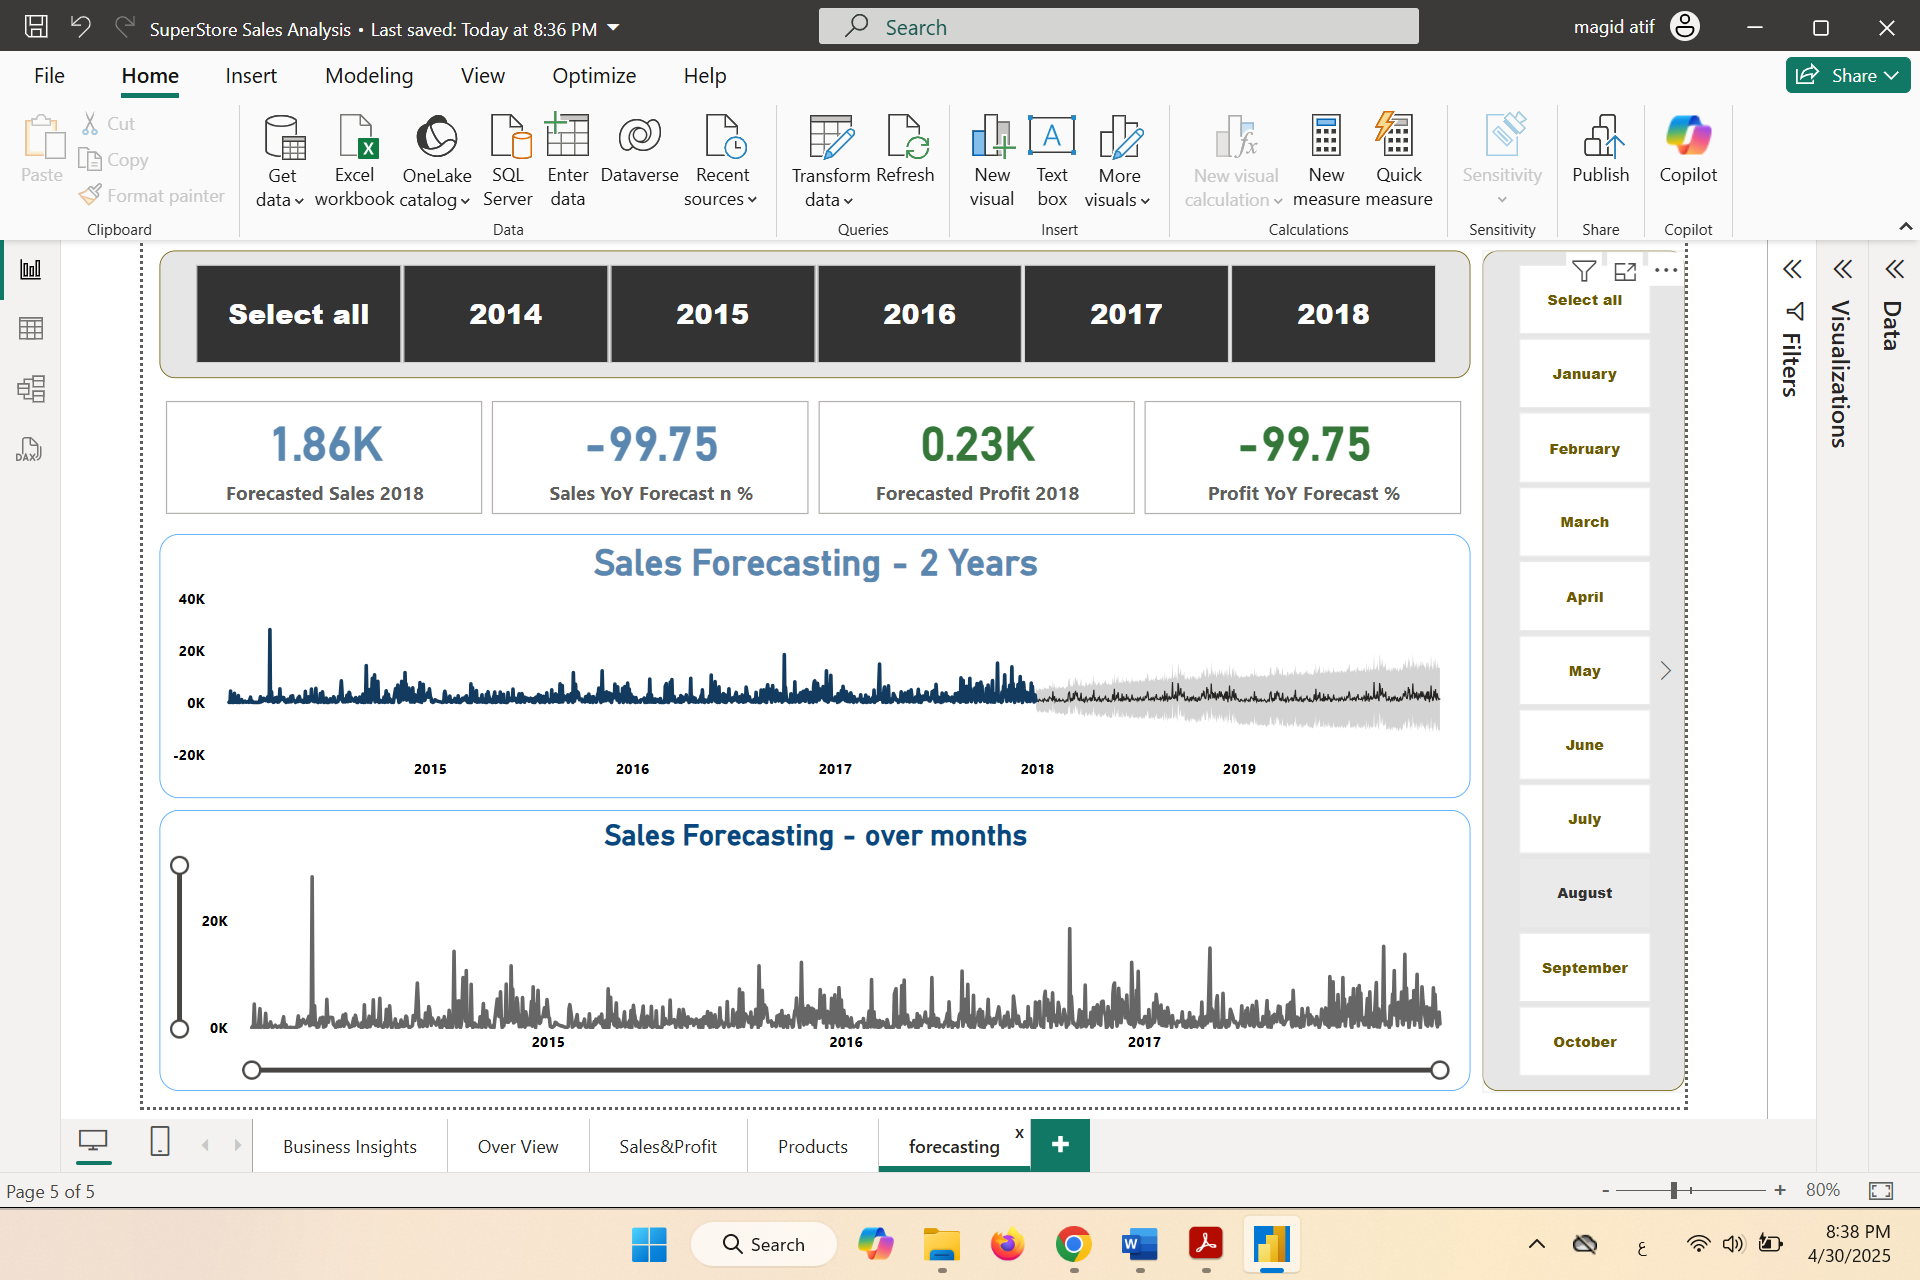 SuperStore Sales Analysis • Last saved: Today at 8:36 PM
Search
magid atif
File
Home
Insert
Modeling
View
Optimize
Help
Share
Paste
Cut
Copy
Format painter
Clipboard
Get data
Excel workbook
OneLake catalog
SQL Server
Enter data
Dataverse
Recent sources
Data
Transform data
Refresh
Queries
New visual
Text box
More visuals
Insert
New visual calculation
New measure
Quick measure
Calculations
Sensitivity
Sensitivity
Publish
Share
Copilot
Copilot
DAX
Select all
2014
2015
2016
2017
2018
1.86K
Forecasted Sales 2018
-99.75
Sales YoY Forecast n %
0.23K
Forecasted Profit 2018
-99.75
Profit YoY Forecast %
Sales Forecasting - 2 Years
40K
20K
0K
-20K
2015
2016
2017
2018
2019
Sales Forecasting - over months
20K
0K
2015
2016
2017
Select all
January
February
March
April
May
June
July
August
September
October
Filters
Visualizations
Data
Business Insights
Over View
Sales&Profit
Products
forecasting
x
+
Page 5 of 5
-
+
80%
Search
ع
8:38 PM
4/30/2025